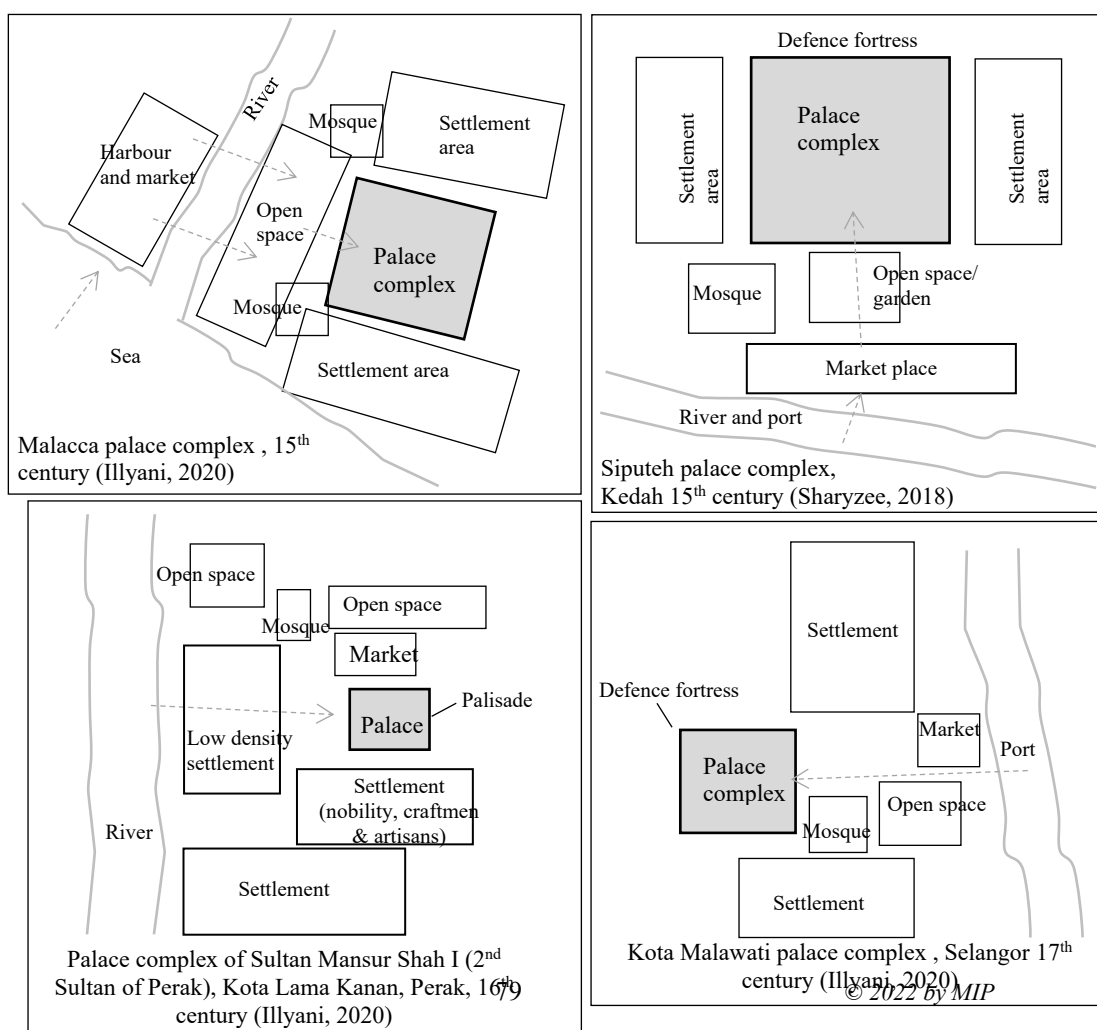 River
Mosque
Settlement
area
Harbour
and market
Open
space
Palace
complex
Mosque
Settlement area
Sea
Malacca palace complex , 15th
century (Illyani, 2020)
Defence fortress
Palace
complex
Settlement
area
Settlement
area
Mosque
Open space/
garden
Market place
River and port
Siputeh palace complex,
Kedah 15th century (Sharyzee, 2018)
Open space
Mosque
Open space
Market
Palisade
Palace
Low density
settlement
Settlement
(nobility, craftmen
& artisans)
River
Settlement
Palace complex of Sultan Mansur Shah I (2nd
Sultan of Perak), Kota Lama Kanan, Perak, 16th
century (Illyani, 2020)
79
Settlement
Defence fortress
Market
Port
Palace
complex
Open space
Mosque
Settlement
Kota Malawati palace complex , Selangor 17th
century (Illyani, 2020)
© 2022 by MIP